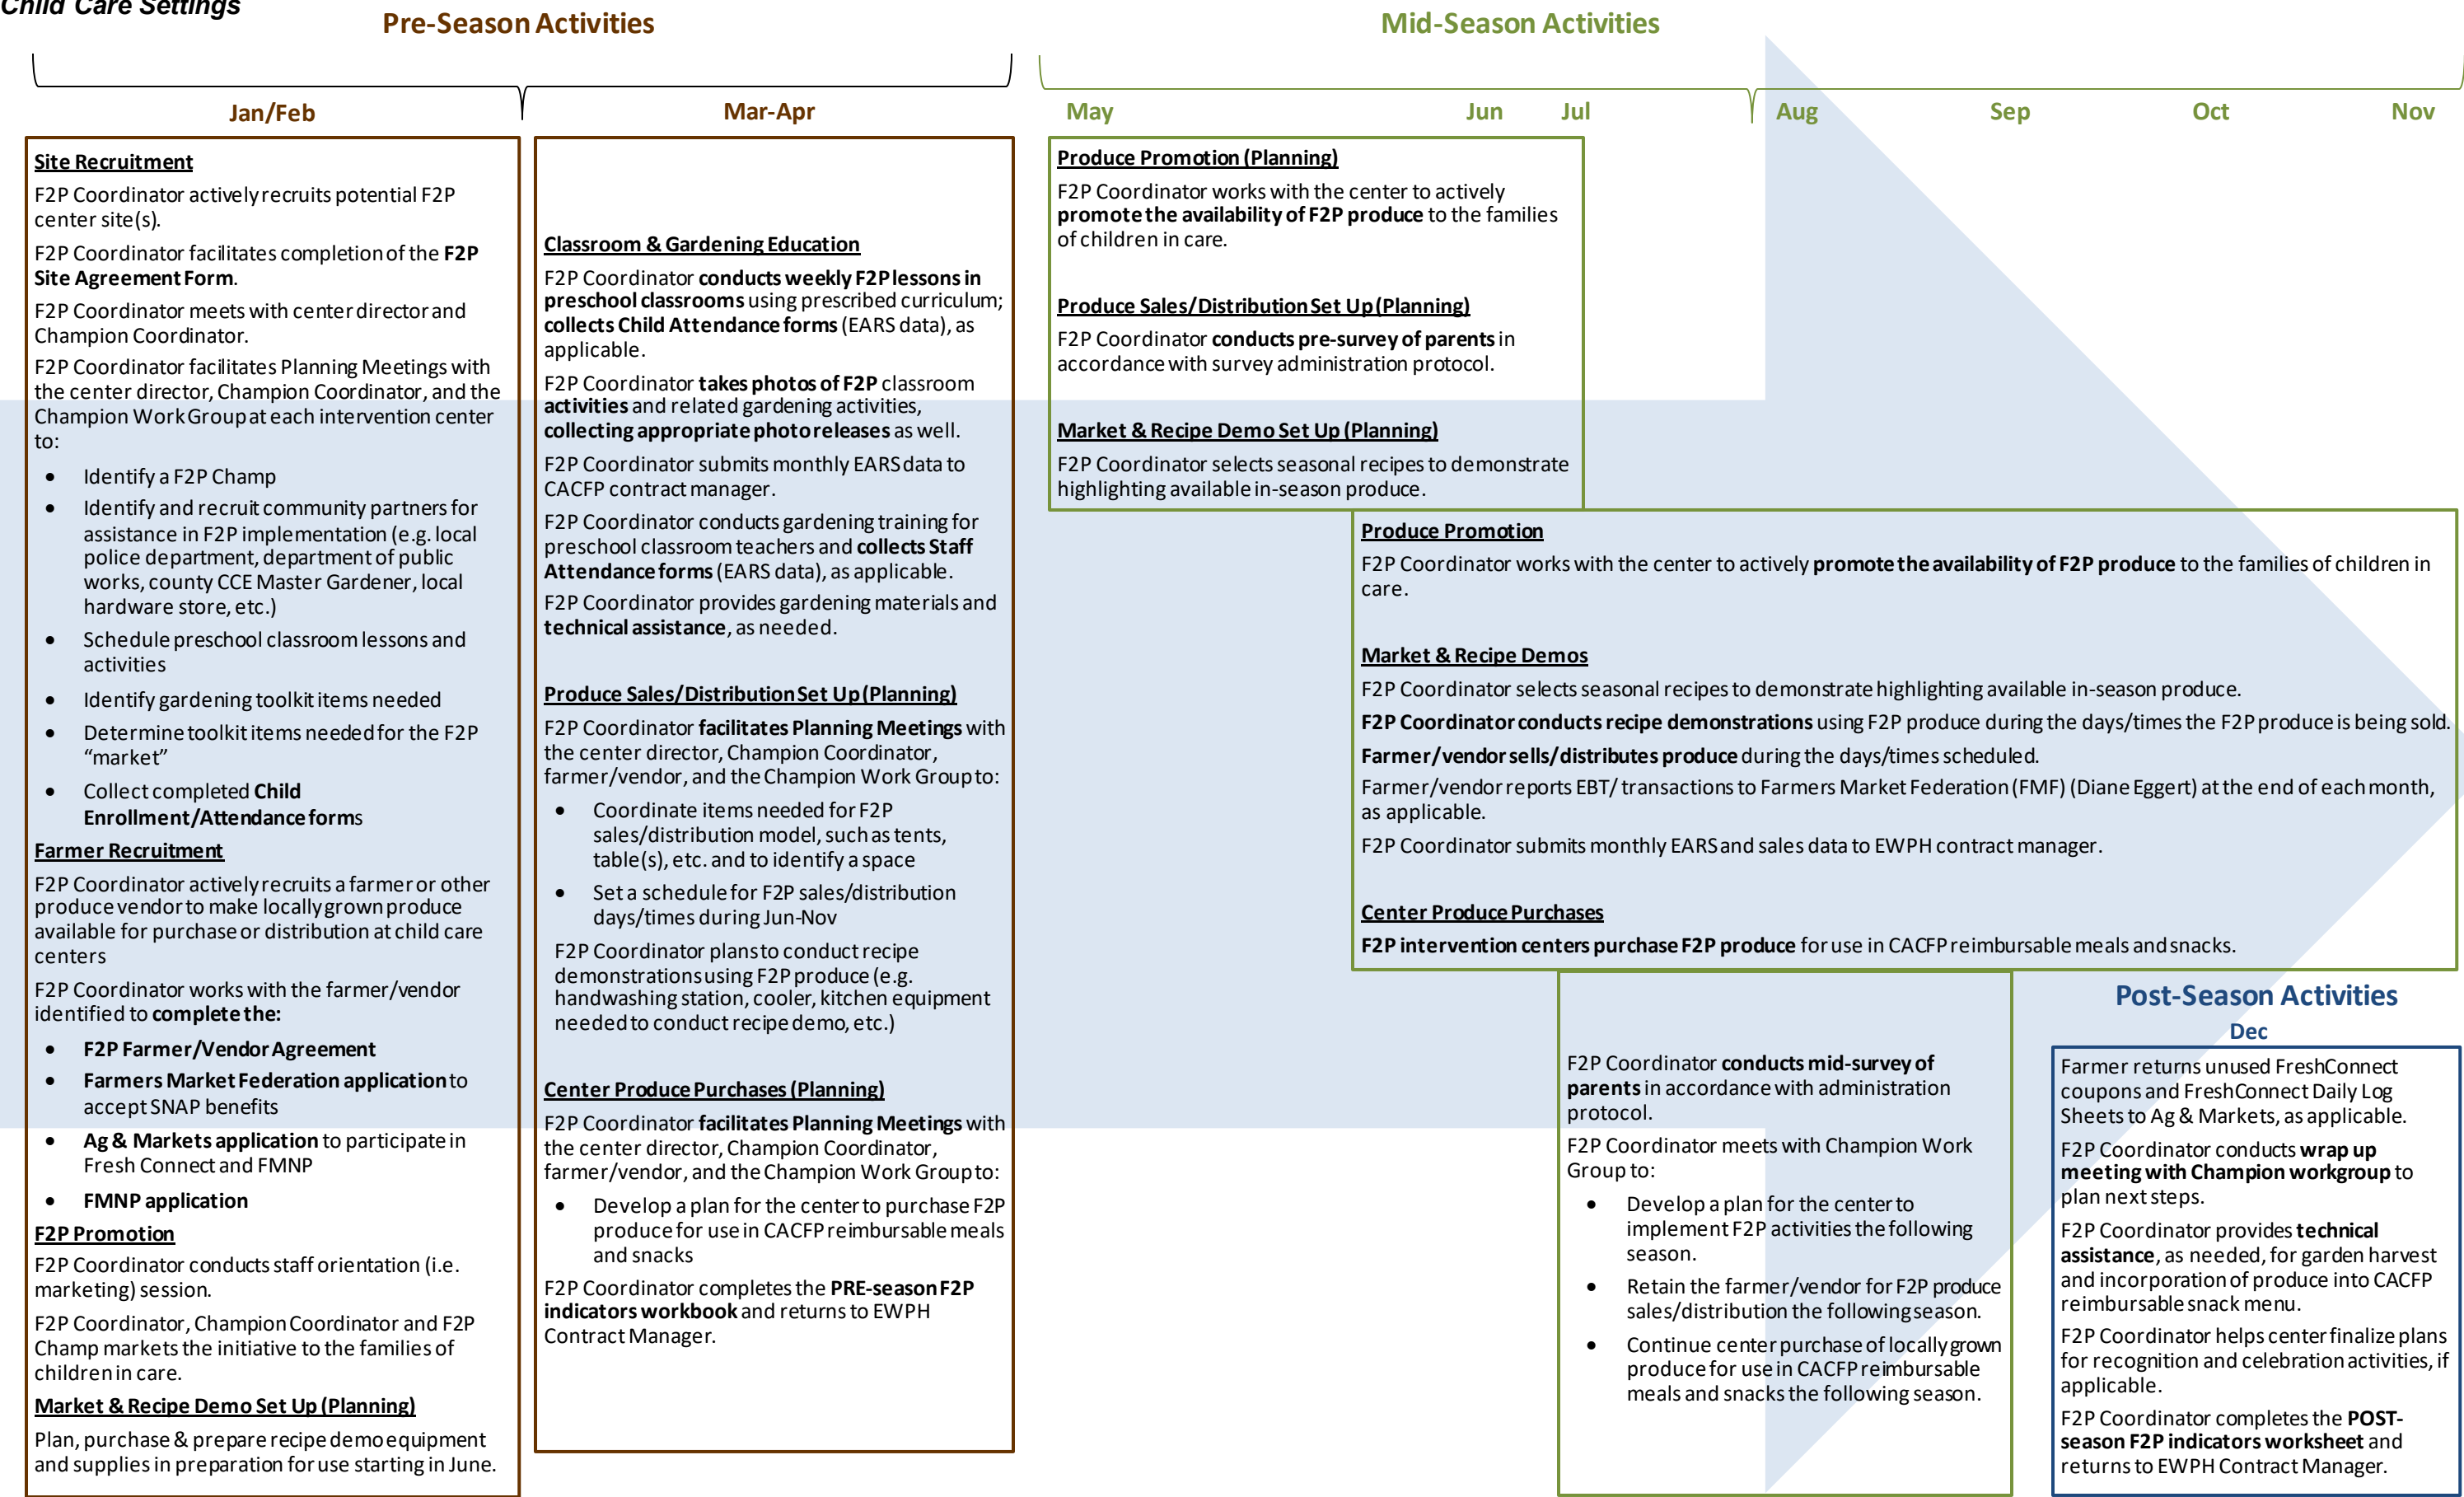 Child Care Settings
Pre-Season Activities
Mid-Season Activities
Jan/Feb
Mar-Apr
May
Jun
Jul
Aug
Sep
Oct
Nov
Site Recruitment
F2P Coordinator actively recruits potential F2P
center site(s).
F2P Coordinator facilitates completion of the F2P
Site Agreement Form.
F2P Coordinator meets with center director and
Champion Coordinator.
F2P Coordinator facilitates Planning Meetings with
the center director, Champion Coordinator, and the
Champion Work Group at each intervention center
to:
• Identify a F2P Champ
• Identify and recruit community partners for
assistance in F2P implementation (e.g. local
police department, department of public
works, county CCE Master Gardener, local
hardware store, etc.)
• Schedule preschool classroom lessons and
activities
• Identify gardening toolkit items needed
• Determine toolkit items needed for the F2P
“market”
• Collect completed Child
Enrollment/Attendance forms
Farmer Recruitment
F2P Coordinator actively recruits a farmer or other
produce vendor to make locally grown produce
available for purchase or distribution at child care
centers
F2P Coordinator works with the farmer/vendor
identified to complete the:
• F2P Farmer/Vendor Agreement
• Farmers Market Federation application to
accept SNAP benefits
• Ag & Markets application to participate in
Fresh Connect and FMNP
• FMNP application
F2P Promotion
F2P Coordinator conducts staff orientation (i.e.
marketing) session.
F2P Coordinator, Champion Coordinator and F2P
Champ markets the initiative to the families of
children in care.
Market & Recipe Demo Set Up (Planning)
Plan, purchase & prepare recipe demo equipment
and supplies in preparation for use starting in June.
Classroom & Gardening Education
F2P Coordinator conducts weekly F2P lessons in
preschool classrooms using prescribed curriculum;
collects Child Attendance forms (EARS data), as
applicable.
F2P Coordinator takes photos of F2P classroom
activities and related gardening activities,
collecting appropriate photo releases as well.
F2P Coordinator submits monthly EARS data to
CACFP contract manager.
F2P Coordinator conducts gardening training for
preschool classroom teachers and collects Staff
Attendance forms (EARS data), as applicable.
F2P Coordinator provides gardening materials and
technical assistance, as needed.
Produce Sales/Distribution Set Up (Planning)
F2P Coordinator facilitates Planning Meetings with
the center director, Champion Coordinator,
farmer/vendor, and the Champion Work Group to:
• Coordinate items needed for F2P
sales/distribution model, such as tents,
table(s), etc. and to identify a space
• Set a schedule for F2P sales/distribution
days/times during Jun-Nov
F2P Coordinator plans to conduct recipe
demonstrations using F2P produce (e.g.
handwashing station, cooler, kitchen equipment
needed to conduct recipe demo, etc.)
Center Produce Purchases (Planning)
F2P Coordinator facilitates Planning Meetings with
the center director, Champion Coordinator,
farmer/vendor, and the Champion Work Group to:
• Develop a plan for the center to purchase F2P
produce for use in CACFP reimbursable meals
and snacks
F2P Coordinator completes the PRE-season F2P
indicators workbook and returns to EWPH
Contract Manager.
Produce Promotion (Planning)
F2P Coordinator works with the center to actively
promote the availability of F2P produce to the families
of children in care.
Produce Sales/Distribution Set Up (Planning)
F2P Coordinator conducts pre-survey of parents in
accordance with survey administration protocol.
Market & Recipe Demo Set Up (Planning)
F2P Coordinator selects seasonal recipes to demonstrate
highlighting available in-season produce.
Produce Promotion
F2P Coordinator works with the center to actively promote the availability of F2P produce to the families of children in
care.
Market & Recipe Demos
F2P Coordinator selects seasonal recipes to demonstrate highlighting available in-season produce.
F2P Coordinator conducts recipe demonstrations using F2P produce during the days/times the F2P produce is being sold.
Farmer/vendor sells/distributes produce during the days/times scheduled.
Farmer/vendor reports EBT/ transactions to Farmers Market Federation (FMF) (Diane Eggert) at the end of each month,
as applicable.
F2P Coordinator submits monthly EARS and sales data to EWPH contract manager.
Center Produce Purchases
F2P intervention centers purchase F2P produce for use in CACFP reimbursable meals and snacks.
F2P Coordinator conducts mid-survey of
parents in accordance with administration
protocol.
F2P Coordinator meets with Champion Work
Group to:
• Develop a plan for the center to
implement F2P activities the following
season.
• Retain the farmer/vendor for F2P produce
sales/distribution the following season.
• Continue center purchase of locally grown
produce for use in CACFP reimbursable
meals and snacks the following season.
Post-Season Activities
Dec
Farmer returns unused FreshConnect
coupons and FreshConnect Daily Log
Sheets to Ag & Markets, as applicable.
F2P Coordinator conducts wrap up
meeting with Champion workgroup to
plan next steps.
F2P Coordinator provides technical
assistance, as needed, for garden harvest
and incorporation of produce into CACFP
reimbursable snack menu.
F2P Coordinator helps center finalize plans
for recognition and celebration activities, if
applicable.
F2P Coordinator completes the POST-
season F2P indicators worksheet and
returns to EWPH Contract Manager.